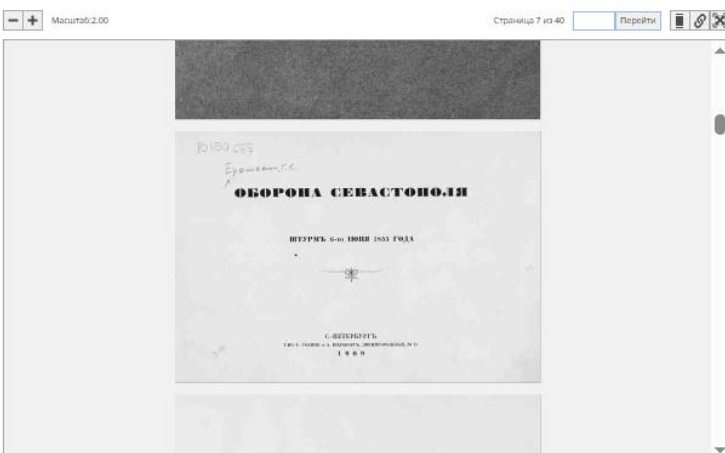 Масштаб:2.00
Страница 7 из 40
Перейти
ОБОРОНА СЕВАСТОПОЛЯ
ШТУРМЪ 6-го ІЮНЯ 1855 ГОДА
С.-ПЕТЕРБУРГЪ
1909